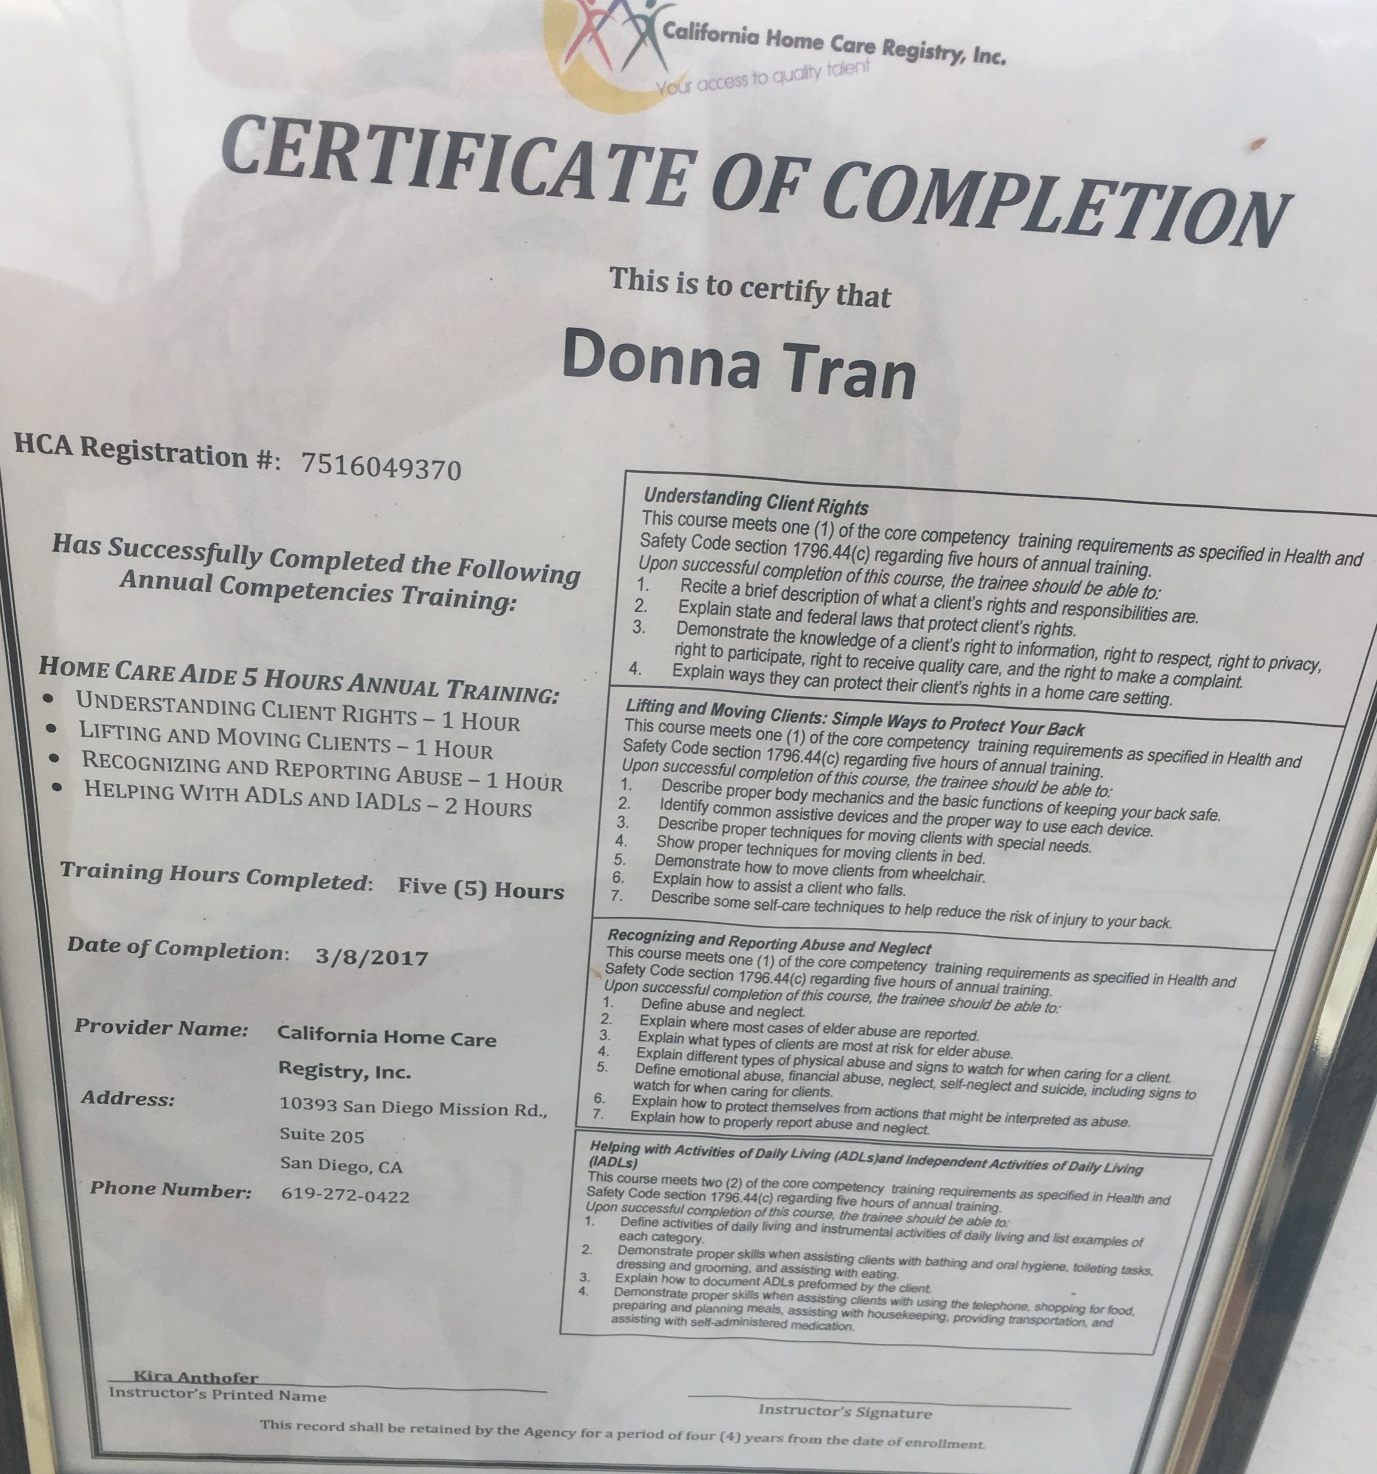 California Home Care Registry, Inc.
Your access to quality talent
CERTIFICATE OF COMPLETION
This is to certify that
Donna Tran
HCA Registration #: 7516049370
Has Successfully Completed the Following
Annual Competencies Training:
HOME CARE AIDE 5 HOURS ANNUAL TRAINING:
• UNDERSTANDING CLIENT RIGHTS – 1 HOUR
• LIFTING AND MOVING CLIENTS – 1 HOUR
• RECOGNIZING AND REPORTING ABUSE – 1 HOUR
• HELPING WITH ADLS AND IADLS – 2 HOURS
Training Hours Completed: Five (5) Hours
Date of Completion: 3/8/2017
Provider Name: California Home Care
Registry, Inc.
Address: 10393 San Diego Mission Rd.,
Suite 205
San Diego, CA
Phone Number: 619-272-0422
Understanding Client Rights
This course meets one (1) of the core competency training requirements as specified in Health and
Safety Code section 1796.44(c) regarding five hours of annual training.
Upon successful completion of this course, the trainee should be able to:
1. Recite a brief description of what a client's rights and responsibilities are.
2. Explain state and federal laws that protect client's rights.
3. Demonstrate the knowledge of a client's right to information, right to respect, right to privacy,
right to participate, right to receive quality care, and the right to make a complaint.
4. Explain ways they can protect their client's rights in a home care setting.
Lifting and Moving Clients: Simple Ways to Protect Your Back
This course meets one (1) of the core competency training requirements as specified in Health and
Safety Code section 1796.44(c) regarding five hours of annual training.
Upon successful completion of this course, the trainee should be able to:
1. Describe proper body mechanics and the basic functions of keeping your back safe.
2. Identify common assistive devices and the proper way to use each device.
3. Describe proper techniques for moving clients with special needs.
4. Show proper techniques for moving clients in bed.
5. Demonstrate how to move clients from wheelchair.
6. Explain how to assist a client who falls.
7. Describe some self-care techniques to help reduce the risk of injury to your back.
Recognizing and Reporting Abuse and Neglect
This course meets one (1) of the core competency training requirements as specified in Health and
Safety Code section 1796.44(c) regarding five hours of annual training.
Upon successful completion of this course, the trainee should be able to:
1. Define abuse and neglect.
2. Explain where most cases of elder abuse are reported.
3. Explain what types of clients are most at risk for elder abuse.
4. Explain different types of physical abuse and signs to watch for when caring for a client.
5. Define emotional abuse, financial abuse, neglect, self-neglect and suicide, including signs to
watch for when caring for clients.
6. Explain how to protect themselves from actions that might be interpreted as abuse.
7. Explain how to properly report abuse and neglect.
Helping with Activities of Daily Living (ADLs)and Independent Activities of Daily Living
(IADLs)
This course meets two (2) of the core competency training requirements as specified in Health and
Safety Code section 1796.44(c) regarding five hours of annual training.
Upon successful completion of this course, the trainee should be able to:
1. Define activities of daily living and instrumental activities of daily living and list examples of
each category.
2. Demonstrate proper skills when assisting clients with bathing and oral hygiene, toileting tasks,
dressing and grooming, and assisting with eating.
3. Explain how to document ADLs preformed by the client.
4. Demonstrate proper skills when assisting clients with using the telephone, shopping for food,
preparing and planning meals, assisting with housekeeping, providing transportation, and
assisting with self-administered medication.
Kira Anthofer
Instructor's Printed Name
Instructor's Signature
This record shall be retained by the Agency for a period of four (4) years from the date of enrollment.